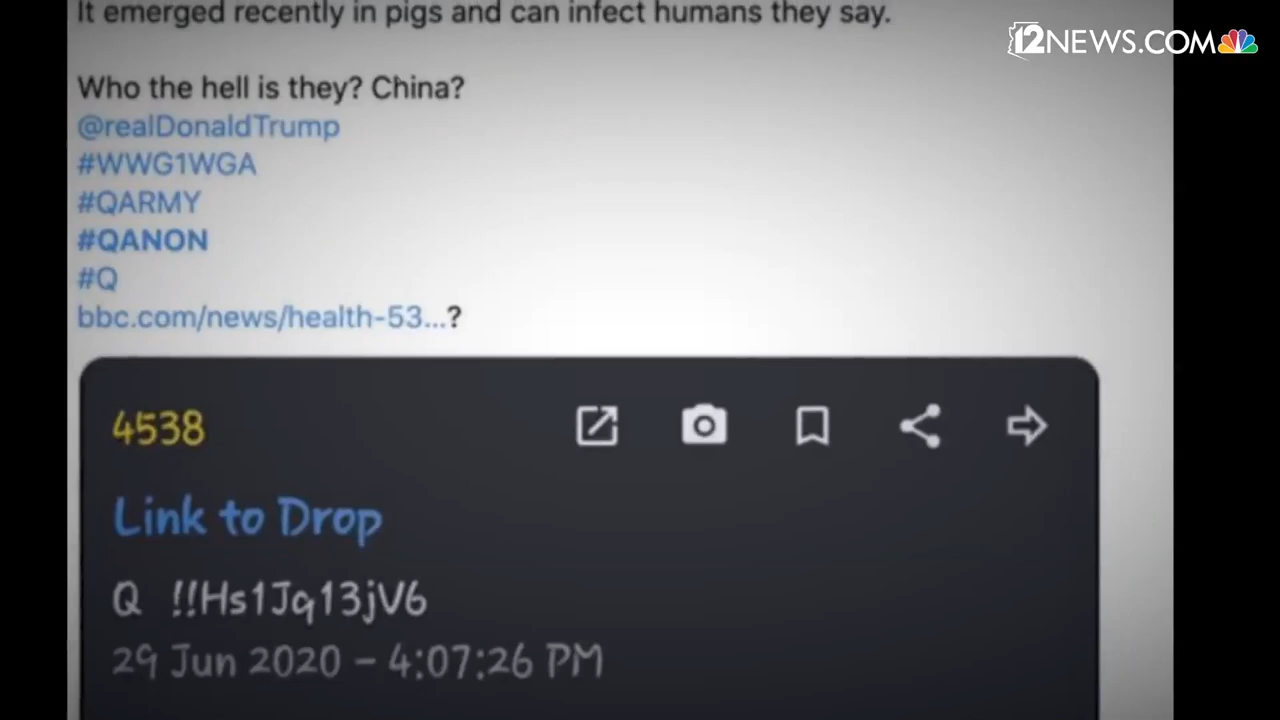 It emerged recently in pigs and can infect humans they say.
12NEWS.COM
Who the hell is they? China?
@realDonaldTrump
#WWG1WGA
#QARMY
#QANON
#Q
bbc.com/news/health-53...?
4538
Link to Drop
Q !!Hs1Jq13jV6
29 Jun 2020 - 4:07:26 PM